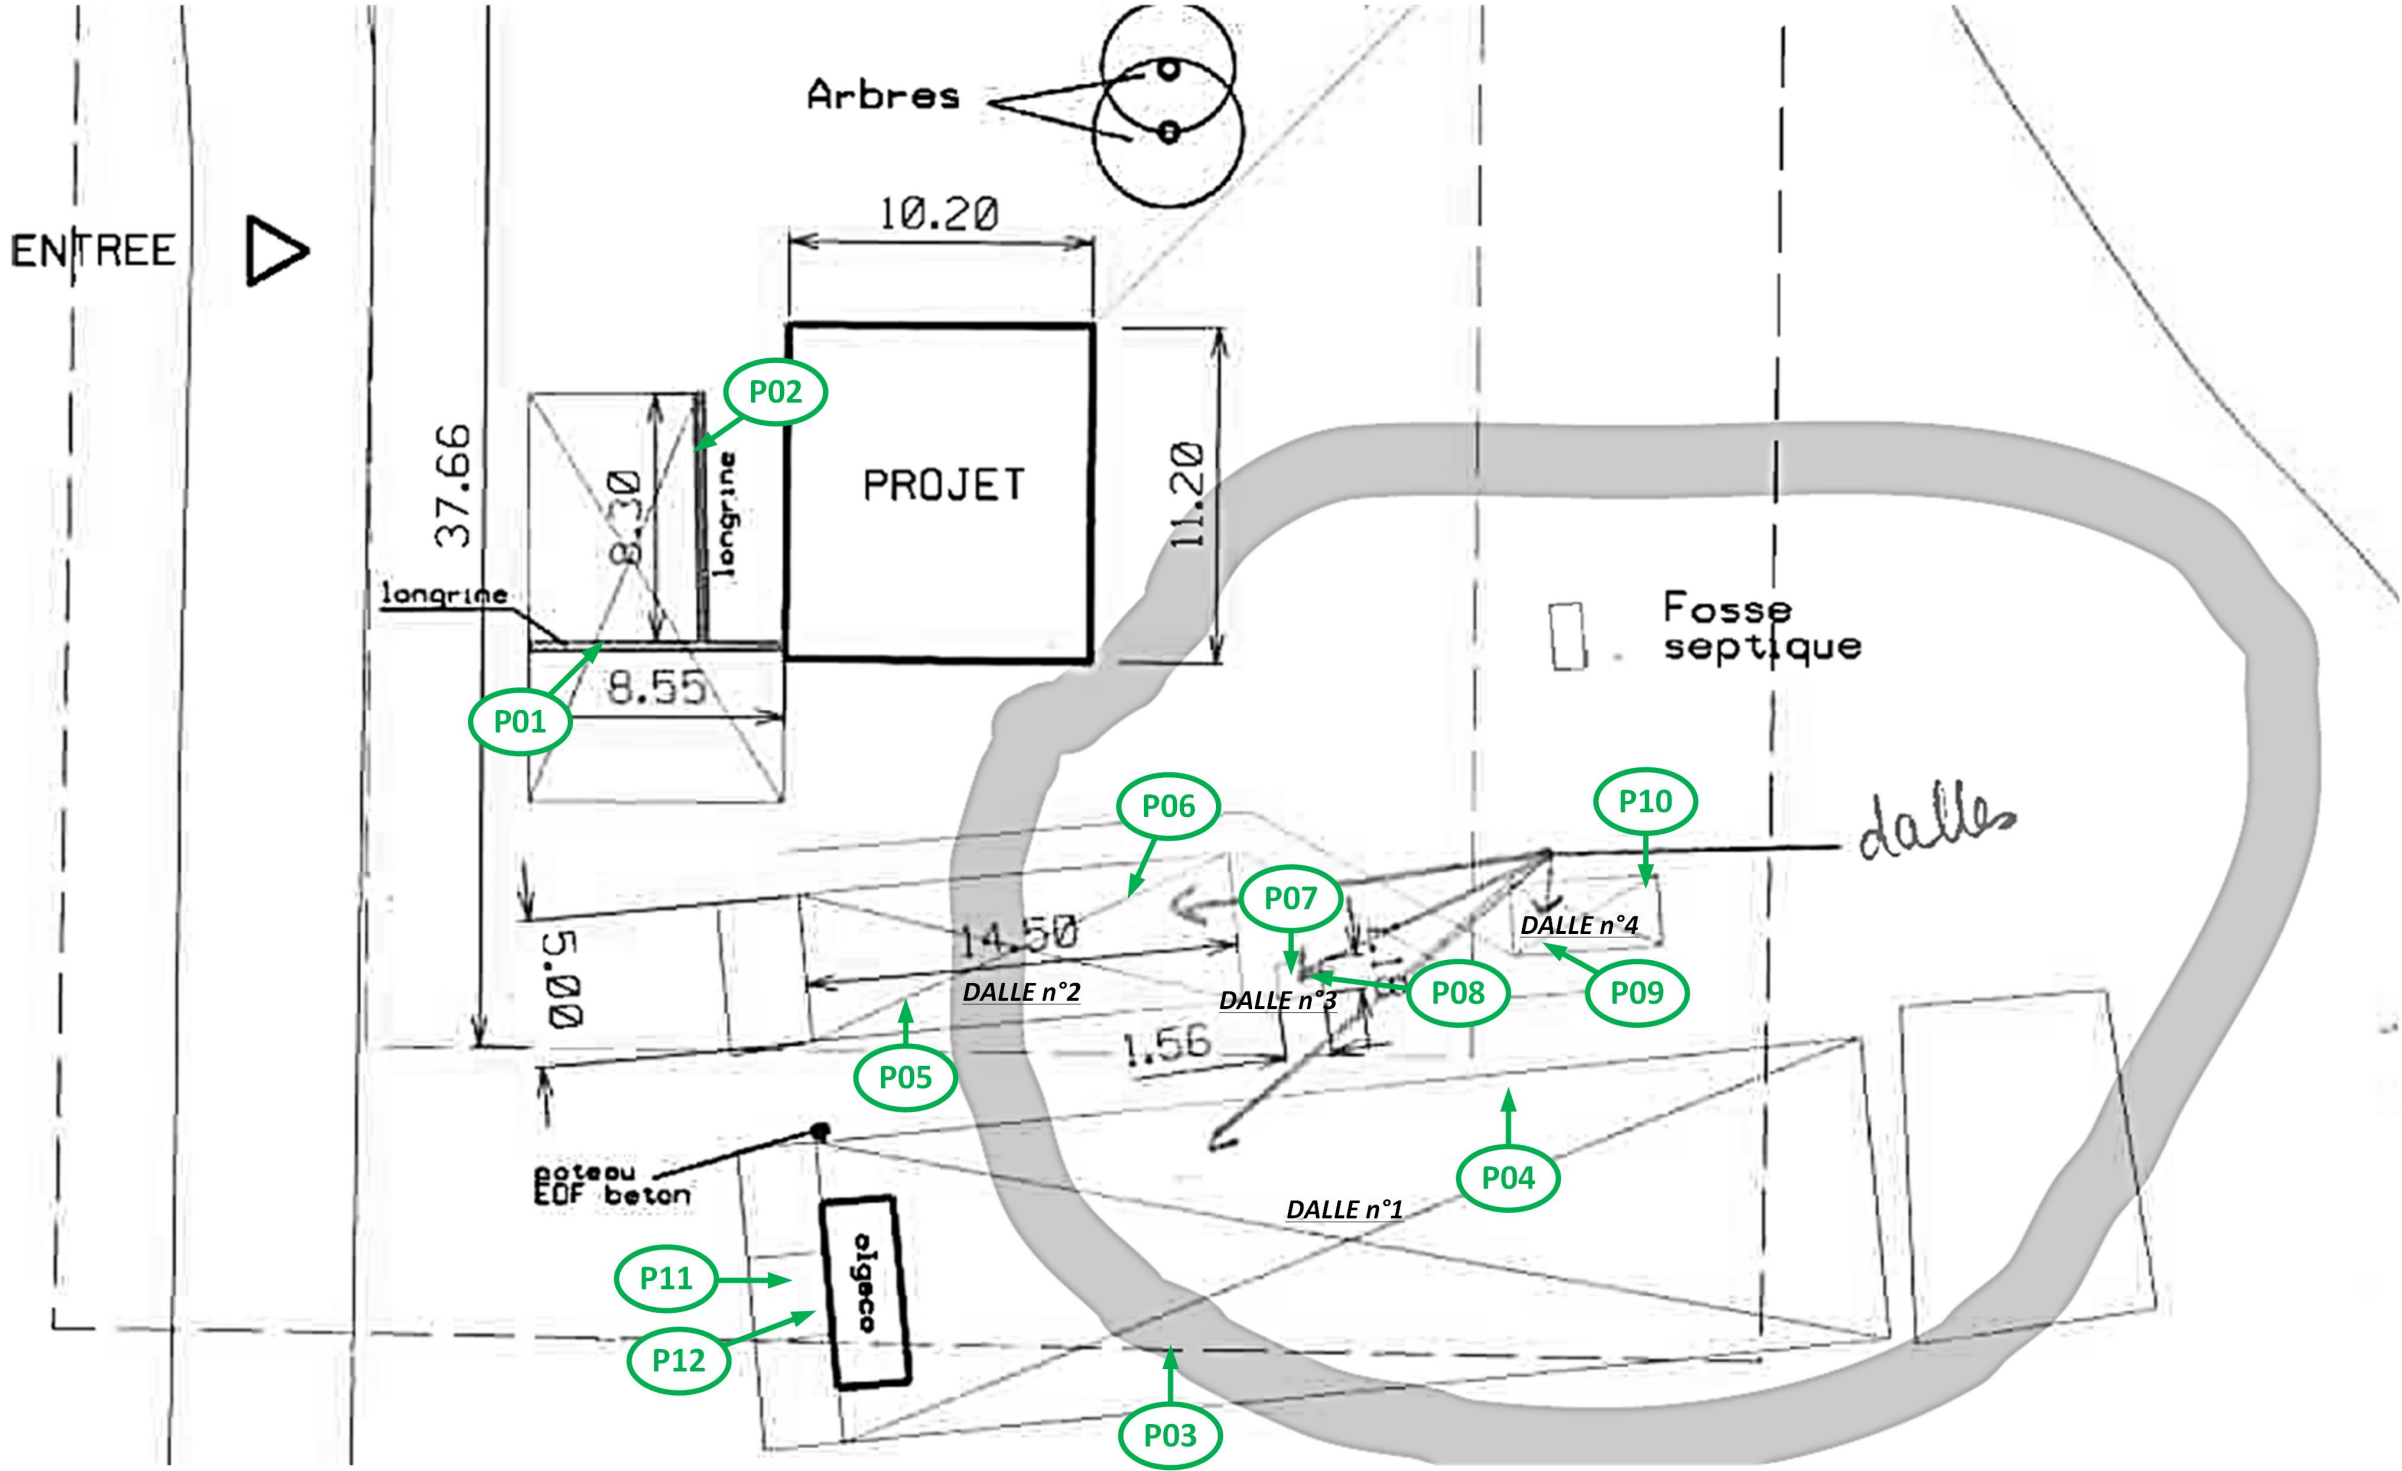 Arbres
10.20
ENTREE
P02
37.66
8.30
longrine
PROJET
11.20
longrine
Fosse
septique
8.55
P01
P06
P10
dalles
P07
14.50
DALLE n°4
5.00
DALLE n°2
DALLE n°3
P08
P09
1.56
P05
poteau
EDF beton
P04
DALLE n°1
algeco
P11
P12
P03